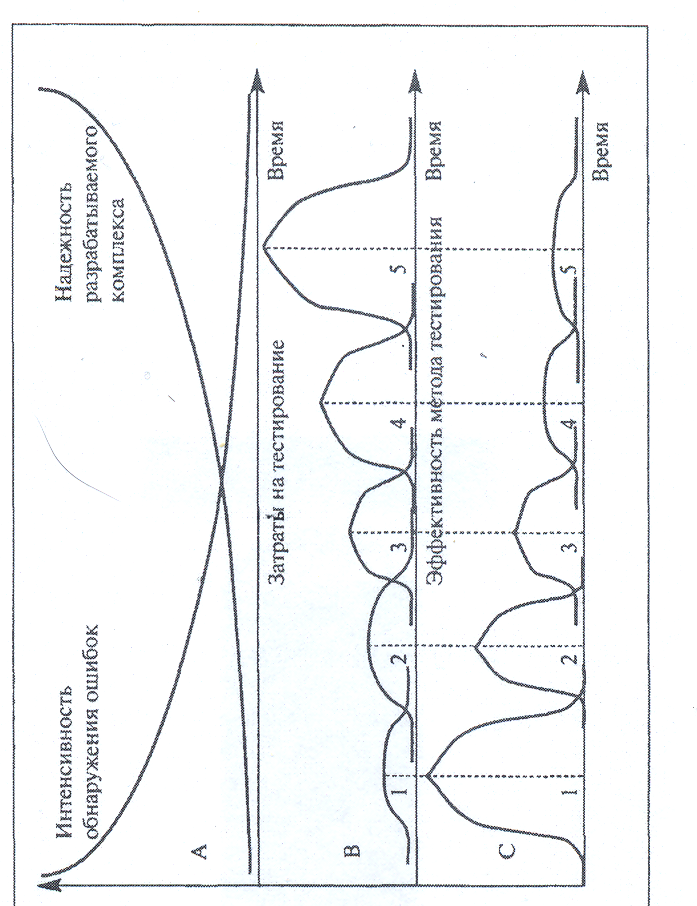 Интенсивность
обнаружения ошибок
Надежность
разрабатываемого
комплекса
A
Время
Затраты на тестирование
B
1
2
3
4
5
Время
Эффективность метода тестирования
C
1
2
3
4
5
Время